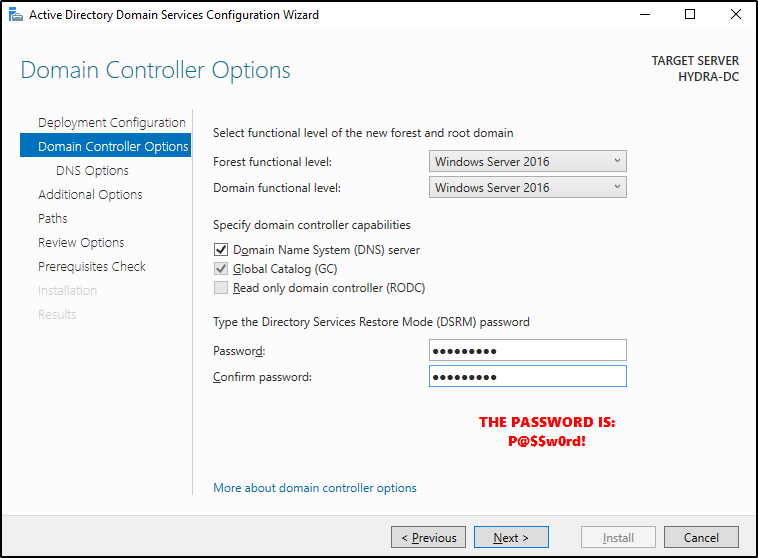 Active Directory Domain Services Configuration Wizard
Domain Controller Options
TARGET SERVER
HYDRA-DC
Deployment Configuration
Domain Controller Options
DNS Options
Additional Options
Paths
Review Options
Prerequisites Check
Installation
Results
Select functional level of the new forest and root domain
Forest functional level: Windows Server 2016
Domain functional level: Windows Server 2016
Specify domain controller capabilities
Domain Name System (DNS) server
Global Catalog (GC)
Read only domain controller (RODC)
Type the Directory Services Restore Mode (DSRM) password
Password: •••••••••
Confirm password: •••••••••
THE PASSWORD IS:
P@$$w0rd!
More about domain controller options
< Previous Next > Install Cancel